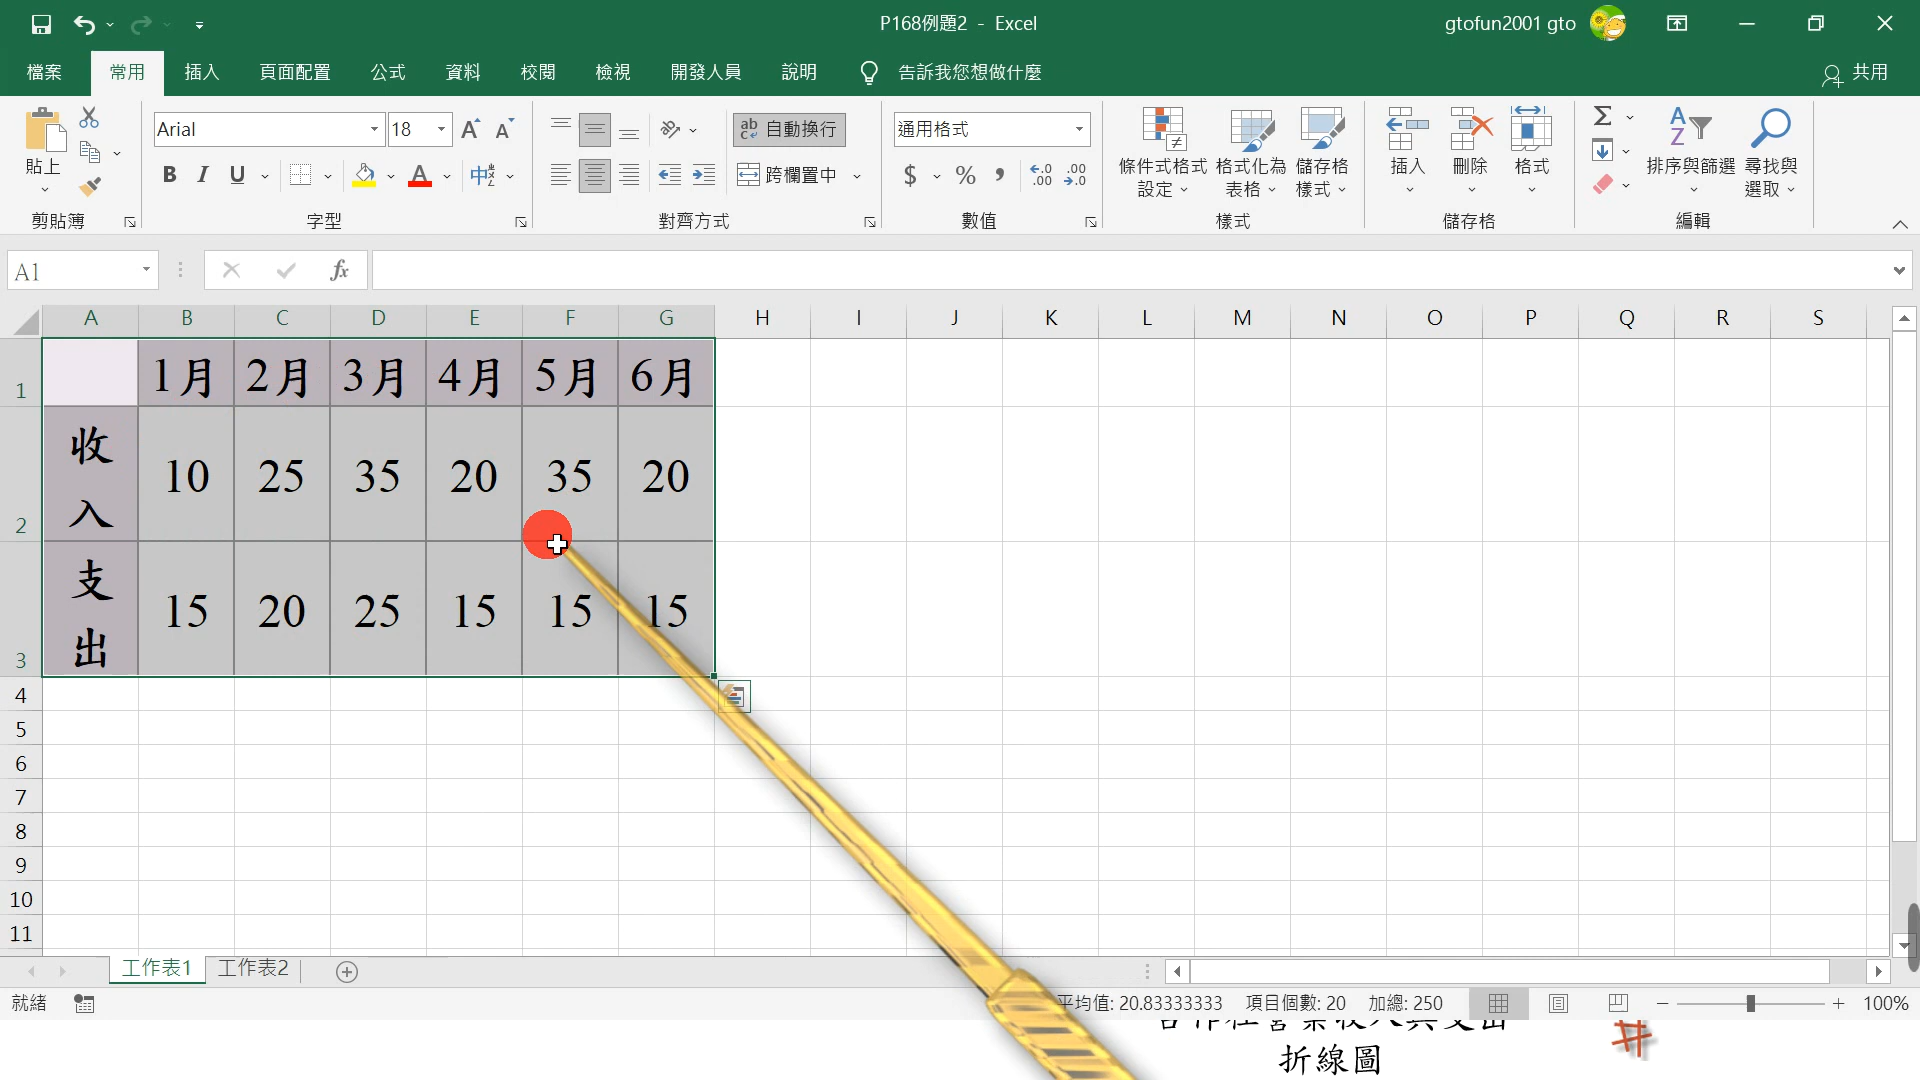 P168例題2 - Excel
gtofun2001 gto
檔案 常用 插入 頁面配置 公式 資料 校閱 檢視 開發人員 說明 告訴我您想做什麼 共用
Arial 18
自動換行
通用格式
貼上
B I U
跨欄置中
$ % ,
條件式格式設定
格式化為表格
儲存格樣式
插入 刪除 格式
排序與篩選
尋找與選取
剪貼簿 字型 對齊方式 數值 樣式 儲存格 編輯
A1
fx
A B C D E F G H I J K L M N O P Q R S
1 1月 2月 3月 4月 5月 6月
2 收入 10 25 35 20 35 20
3 支出 15 20 25 15 15 15
4
5
6
7
8
9
10
11
工作表1 工作表2
就緒 平均值: 20.83333333 項目個數: 20 加總: 250 100%
折線圖